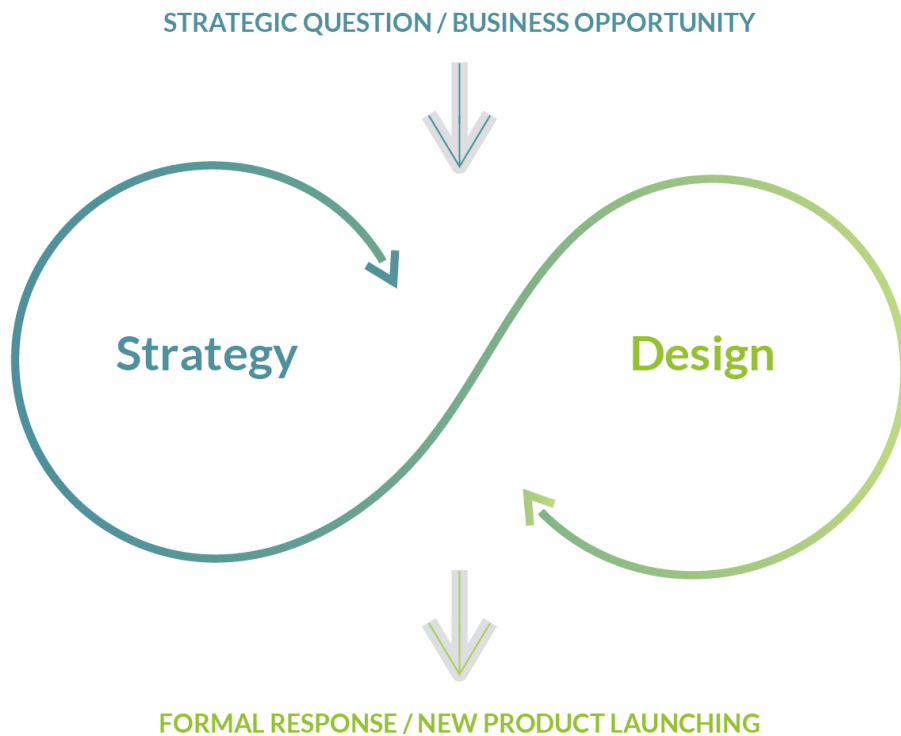 STRATEGIC QUESTION / BUSINESS OPPORTUNITY
Strategy
Design
FORMAL RESPONSE / NEW PRODUCT LAUNCHING